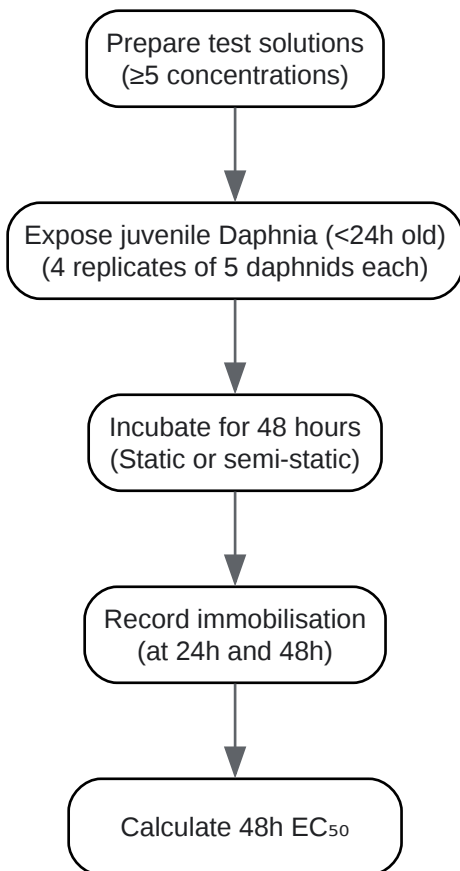 Prepare test solutions
(≥5 concentrations)
Expose juvenile Daphnia (<24h old)
(4 replicates of 5 daphnids each)
Incubate for 48 hours
(Static or semi-static)
Record immobilisation
(at 24h and 48h)
Calculate 48h EC₅₀